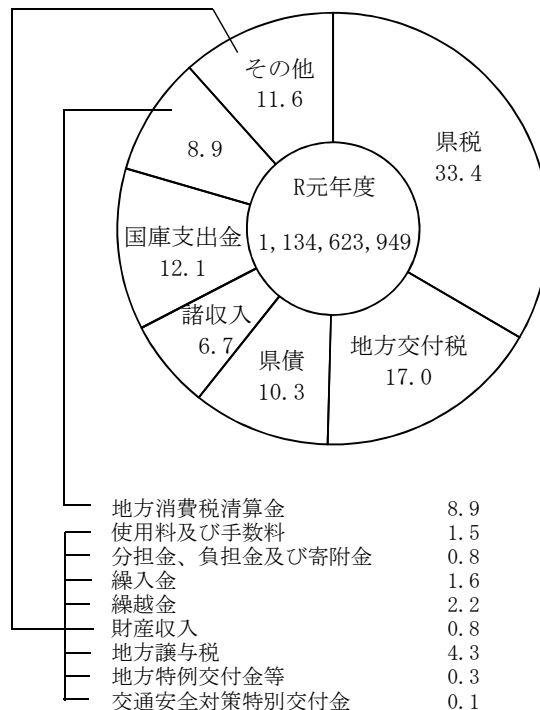 その他
11.6
県税
33.4
8.9
R元年度
1,134,623,949
国庫支出金
12.1
諸収入
6.7
県債
10.3
地方交付税
17.0
地方消費税清算金 8.9
使用料及び手数料 1.5
分担金、負担金及び寄附金 0.8
繰入金 1.6
繰越金 2.2
財産収入 0.8
地方譲与税 4.3
地方特例交付金等 0.3
交通安全対策特別交付金 0.1